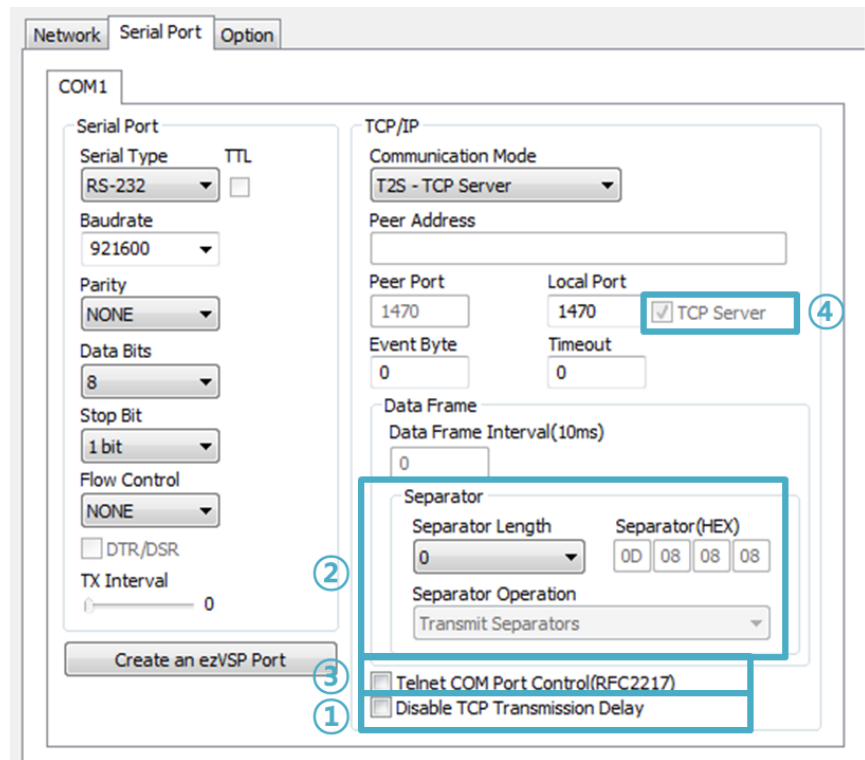 Network Serial Port Option
COM1
Serial Port
Serial Type TTL
RS-232
Baudrate
921600
Parity
NONE
Data Bits
8
Stop Bit
1 bit
Flow Control
NONE
DTR/DSR
TX Interval
0
Create an ezVSP Port
TCP/IP
Communication Mode
T2S - TCP Server
Peer Address
Peer Port Local Port
1470 1470 TCP Server ④
Event Byte Timeout
0 0
Data Frame
Data Frame Interval(10ms)
0
② Separator
Separator Length Separator(HEX)
0 0D 08 08 08
Separator Operation
Transmit Separators
③ Telnet COM Port Control(RFC2217)
① Disable TCP Transmission Delay